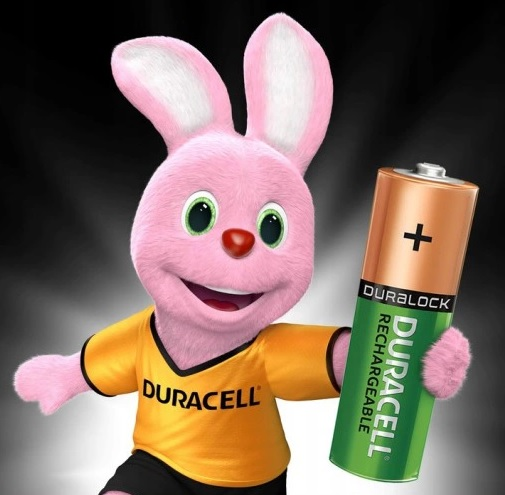 DURACELL®
+
DURALOCK
DURACELL®
RECHARGEABLE